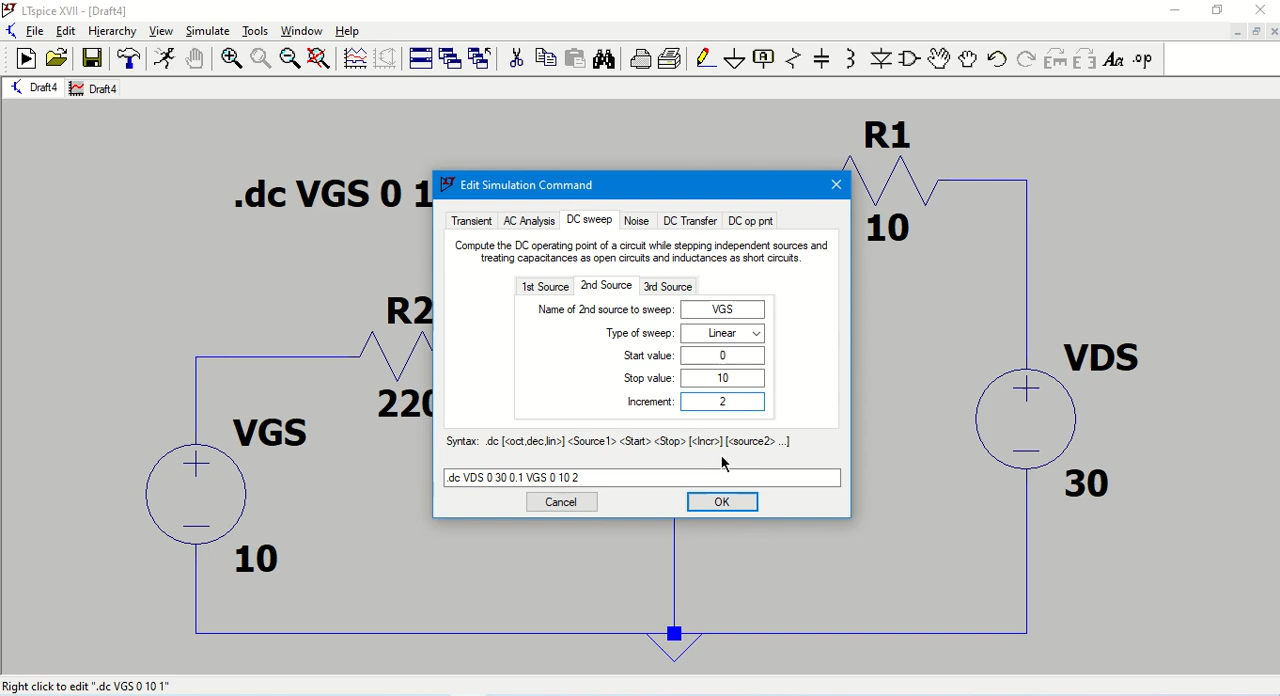 LTspice XVII - [Draft4]
File Edit Hierarchy View Simulate Tools Window Help
Draft4 Draft4
R1
.dc VGS 0 1
10
Edit Simulation Command
Transient AC Analysis DC sweep Noise DC Transfer DC op pnt
Compute the DC operating point of a circuit while stepping independent sources and
treating capacitances as open circuits and inductances as short circuits.
1st Source 2nd Source 3rd Source
Name of 2nd source to sweep: VGS
Type of sweep: Linear
Start value: 0
Stop value: 10
Increment: 2
Syntax: .dc [<oct,dec,lin>] <Source1> <Start> <Stop> [<Incr>] [<source2> ...]
.dc VDS 0 30 0.1 VGS 0 10 2
Cancel OK
R2
220
VGS
10
VDS
30
Right click to edit ".dc VGS 0 10 1"